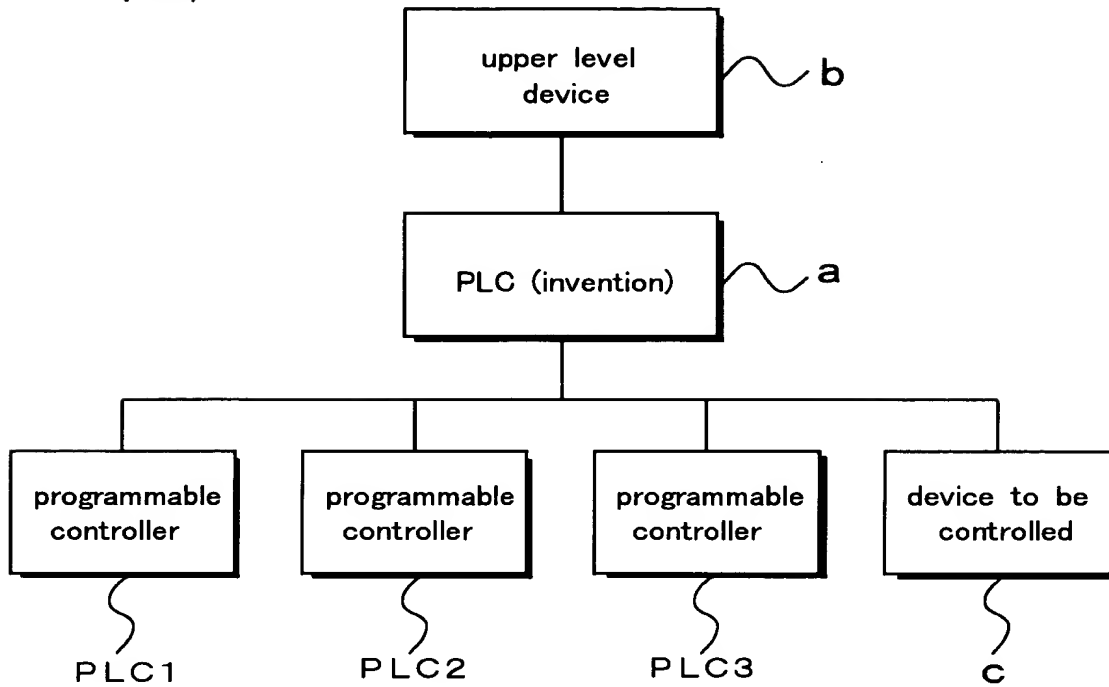 upper level
device
b
PLC (invention)
a
programmable
controller
programmable
controller
programmable
controller
device to be
controlled
PLC1
PLC2
PLC3
c